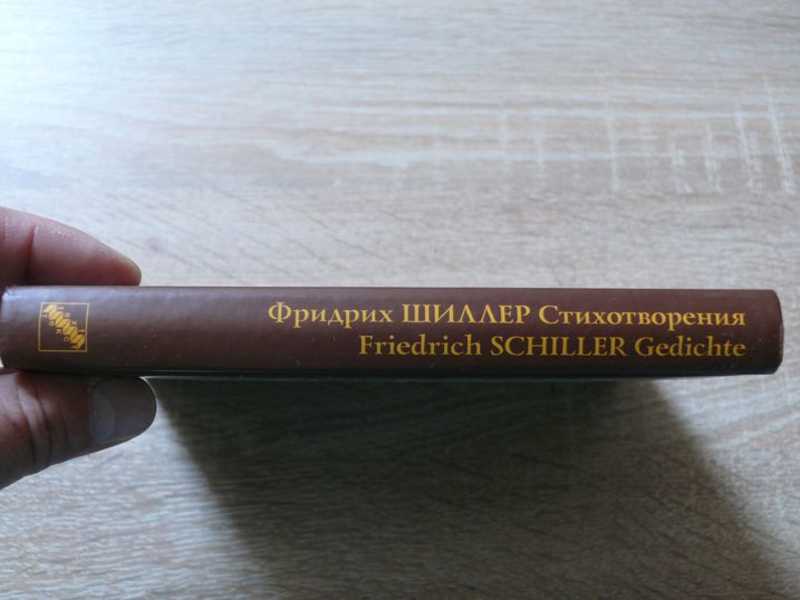 Фридрих ШИЛЛЕР Стихотворения
Friedrich SCHILLER Gedichte